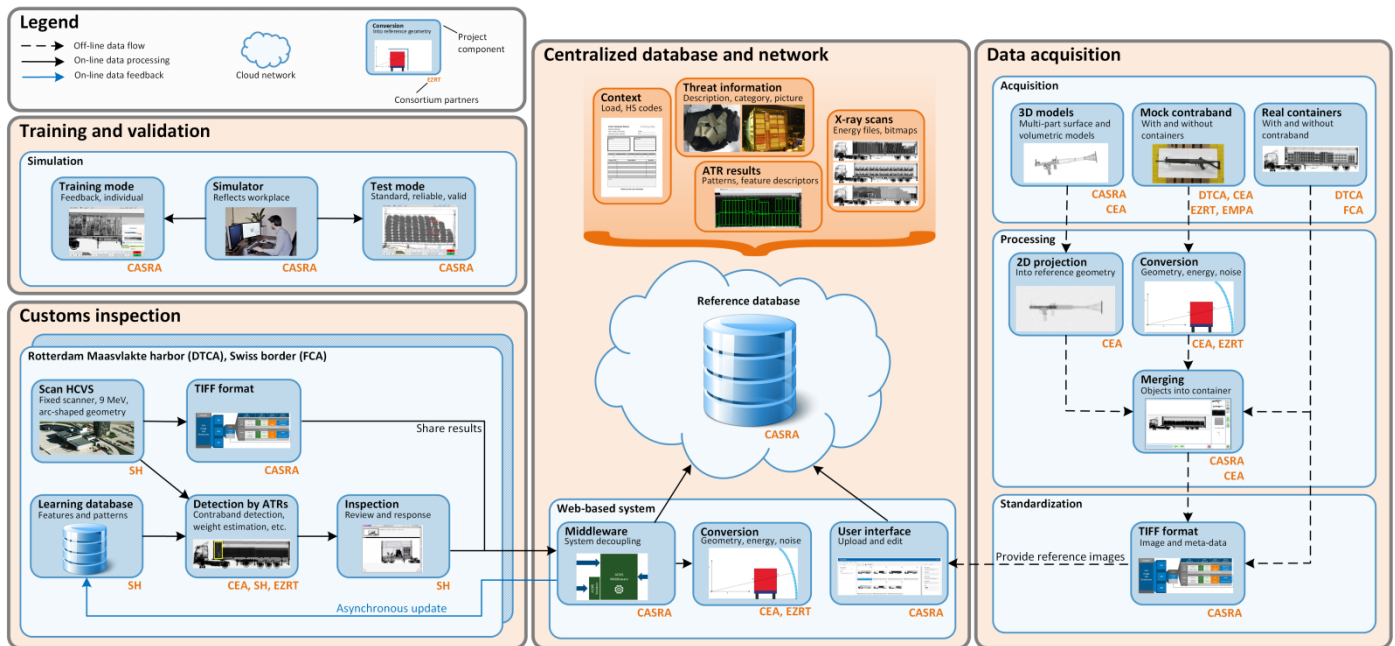 Legend
Off-line data flow
On-line data processing
On-line data feedback
Cloud network
Conversion
Into reference geometry
EZRT
Project
component
Consortium partners
Training and validation
Simulation
Training mode
Feedback, individual
CASRA
Simulator
Reflects workplace
CASRA
Test mode
Standard, reliable, valid
CASRA
Customs inspection
Rotterdam Maasvlakte harbor (DTCA), Swiss border (FCA)
Scan HCVS
Fixed scanner, 9 MeV,
arc-shaped geometry
SH
TIFF format
CASRA
Share results
Learning database
Features and patterns
SH
Detection by ATRs
Contraband detection,
weight estimation, etc.
CEA, SH, EZRT
Inspection
Review and response
SH
Asynchronous update
Centralized database and network
Context
Load, HS codes
Threat information
Description, category, picture
X-ray scans
Energy files, bitmaps
ATR results
Patterns, feature descriptors
Reference database
CASRA
Web-based system
Middleware
System decoupling
CASRA
Conversion
Geometry, energy, noise
CEA, EZRT
User interface
Upload and edit
CASRA
Data acquisition
Acquisition
3D models
Multi-part surface and
volumetric models
CASRA
CEA
Mock contraband
With and without
containers
DTCA, CEA
EZRT, EMPA
Real containers
With and without
contraband
DTCA
FCA
Processing
2D projection
Into reference geometry
CEA
Conversion
Geometry, energy, noise
CEA, EZRT
Merging
Objects into container
CASRA
CEA
Standardization
TIFF format
Image and meta-data
CASRA
Provide reference images